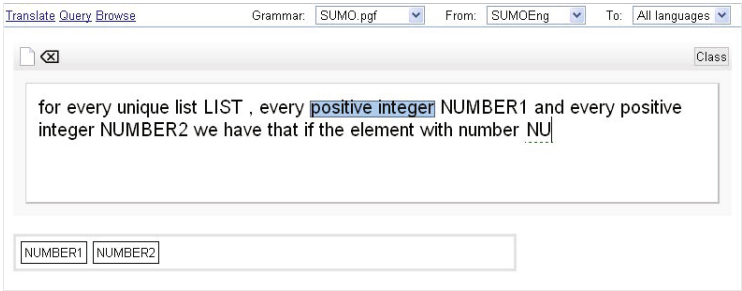 Translate Query Browse Grammar: SUMO.pgf From: SUMOEng To: All languages
Class
for every unique list LIST , every positive integer NUMBER1 and every positive
integer NUMBER2 we have that if the element with number NU
NUMBER1 NUMBER2